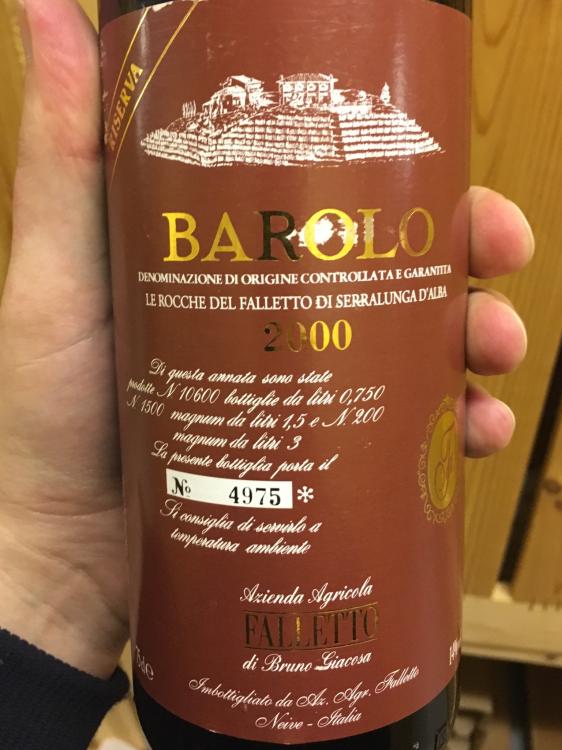 RISERVA
BAROLO
DENOMINAZIONE DI ORIGINE CONTROLLATA E GARANTITA
LE ROCCHE DEL FALLETTO DI SERRALUNGA D'ALBA
2000
Di questa annata sono state
prodotte N 10600 bottiglie da litri 0,750
N. 1500 magnum da litri 1,5 e N. 200
magnum da litri 3
La presente bottiglia porta il
No 4975 *
Si consiglia di servirlo a
temperatura ambiente
Azienda Agricola
FALLETTO
di Bruno Giacosa
Imbottigliato da Az. Agr. Falletto
Neive - Italia